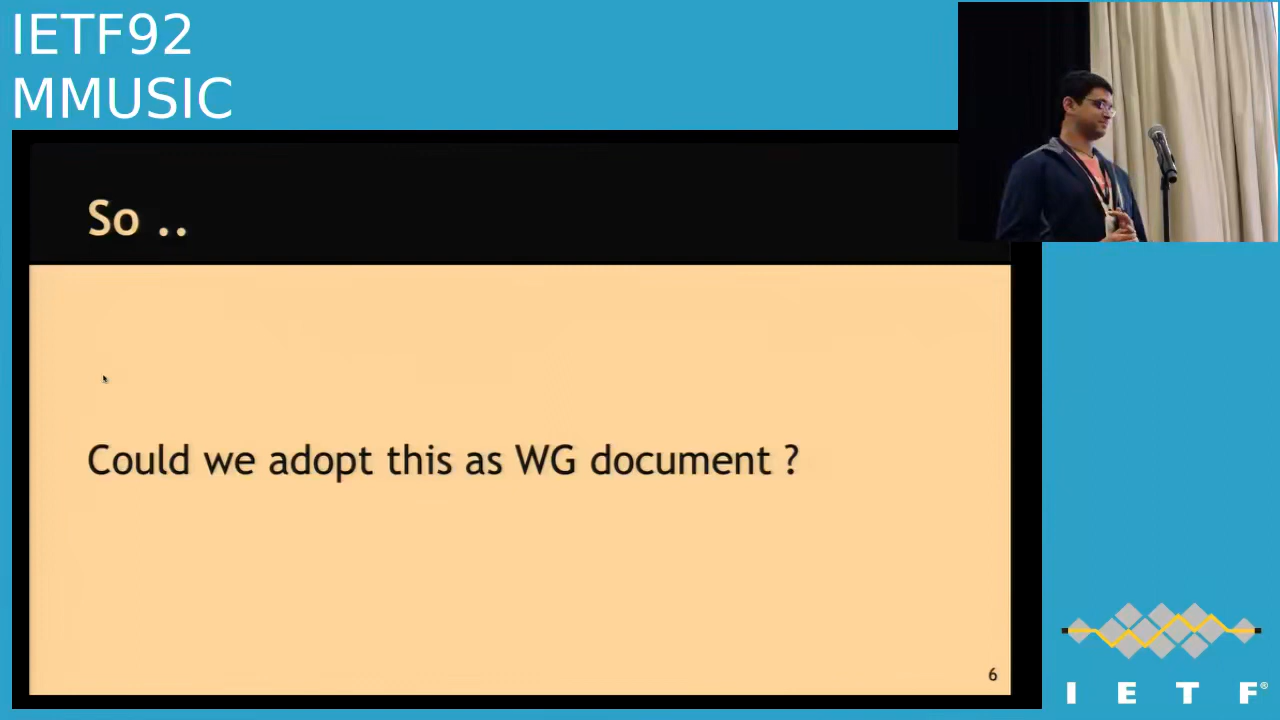 IETF92
MMUSIC
So ..
Could we adopt this as WG document ?
6
I E T F®